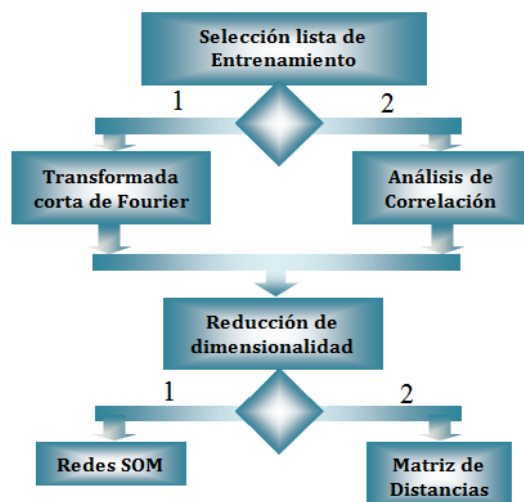 Selección lista de
Entrenamiento
1
2
Transformada
corta de Fourier
Análisis de
Correlación
Reducción de
dimensionalidad
1
2
Redes SOM
Matriz de
Distancias